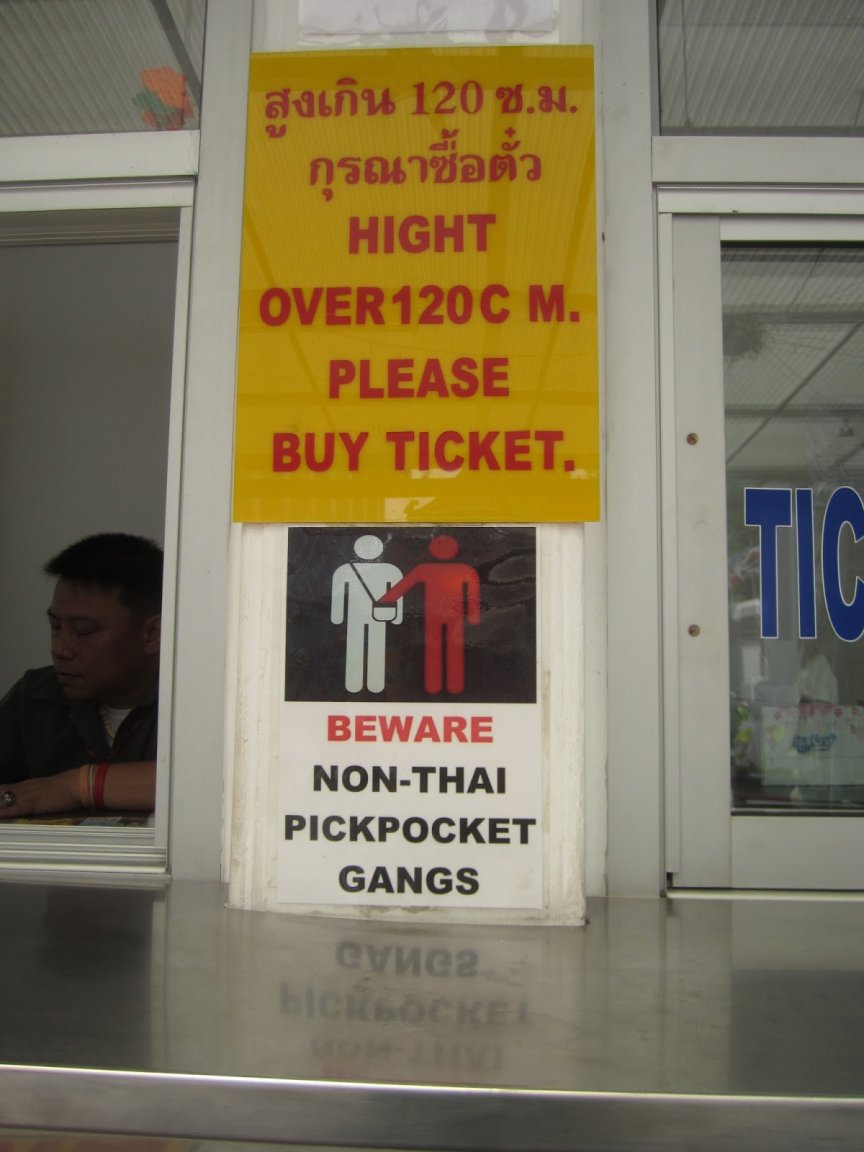 สูงเกิน 120 ซ.ม.
กุรณาซื้อตั๋ว
HIGHT
OVER120C M.
PLEASE
BUY TICKET.
BEWARE
NON-THAI
PICKPOCKET
GANGS
TIC